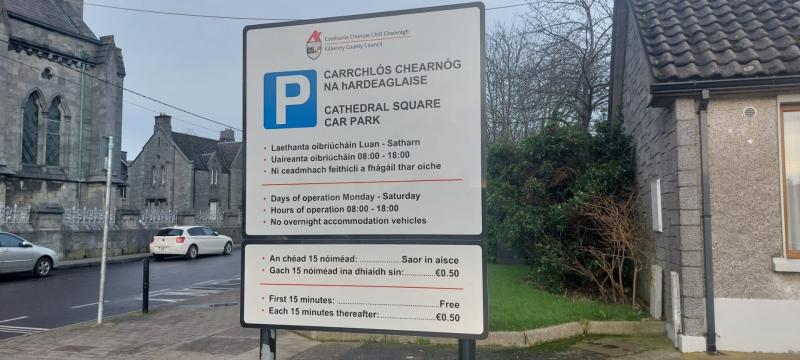 Comhairle Chontae Chill Chainnigh
Kilkenny County Council
P
CARRCHLÓS CHEARNÓG
NA hARDEAGLAISE
CATHEDRAL SQUARE
CAR PARK
• Laethanta oibriúcháin Luan - Satharn
• Uaireanta oibriúcháin 08:00 - 18:00
• Ní ceadmhach feithiclí a fhágáil thar oíche
• Days of operation Monday - Saturday
• Hours of operation 08:00 - 18:00
• No overnight accommodation vehicles
• An chéad 15 nóiméad:..........................Saor in aisce
• Gach 15 nóiméad ina dhiaidh sin:................€0.50
• First 15 minutes: .........................................Free
• Each 15 minutes thereafter:.......................€0.50